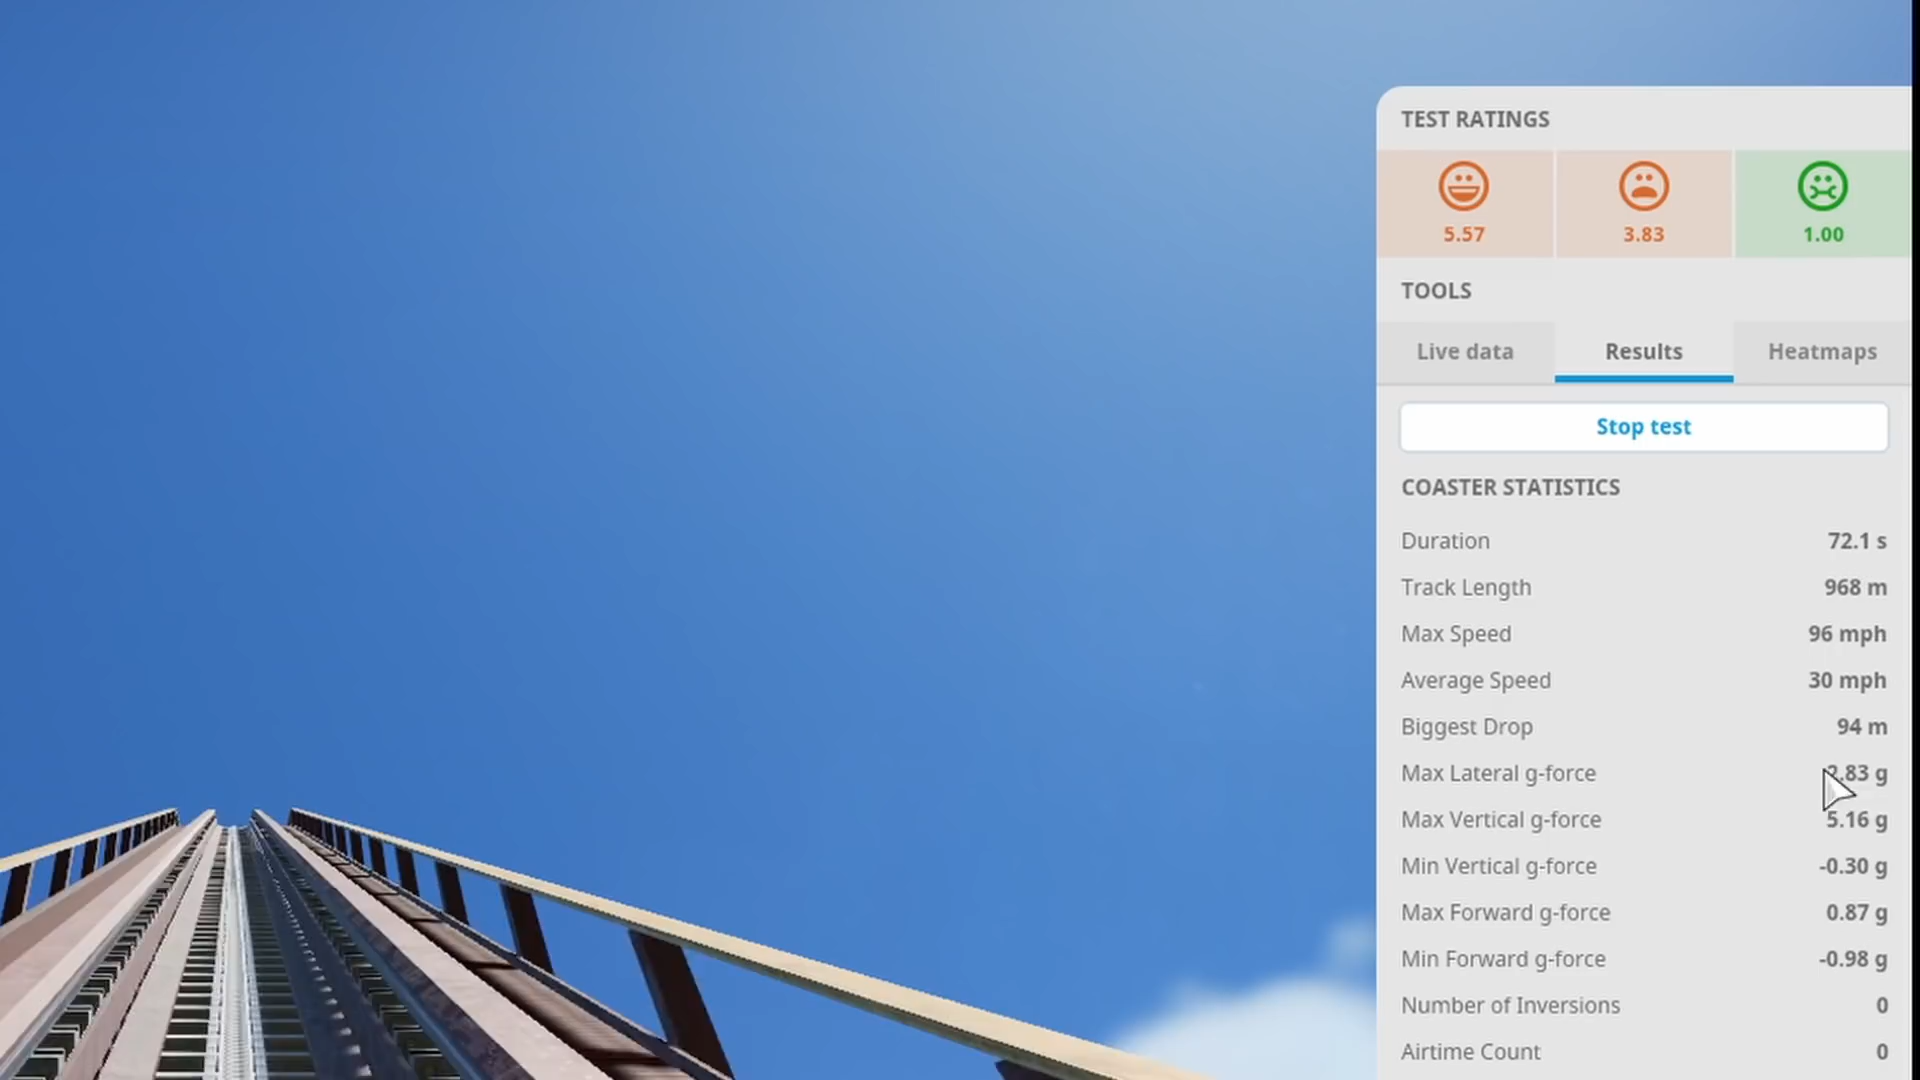 TEST RATINGS
5.57 3.83 1.00
TOOLS
Live data Results Heatmaps
Stop test
COASTER STATISTICS
Duration 72.1 s
Track Length 968 m
Max Speed 96 mph
Average Speed 30 mph
Biggest Drop 94 m
Max Lateral g-force .83 g
Max Vertical g-force 5.16 g
Min Vertical g-force -0.30 g
Max Forward g-force 0.87 g
Min Forward g-force -0.98 g
Number of Inversions 0
Airtime Count 0